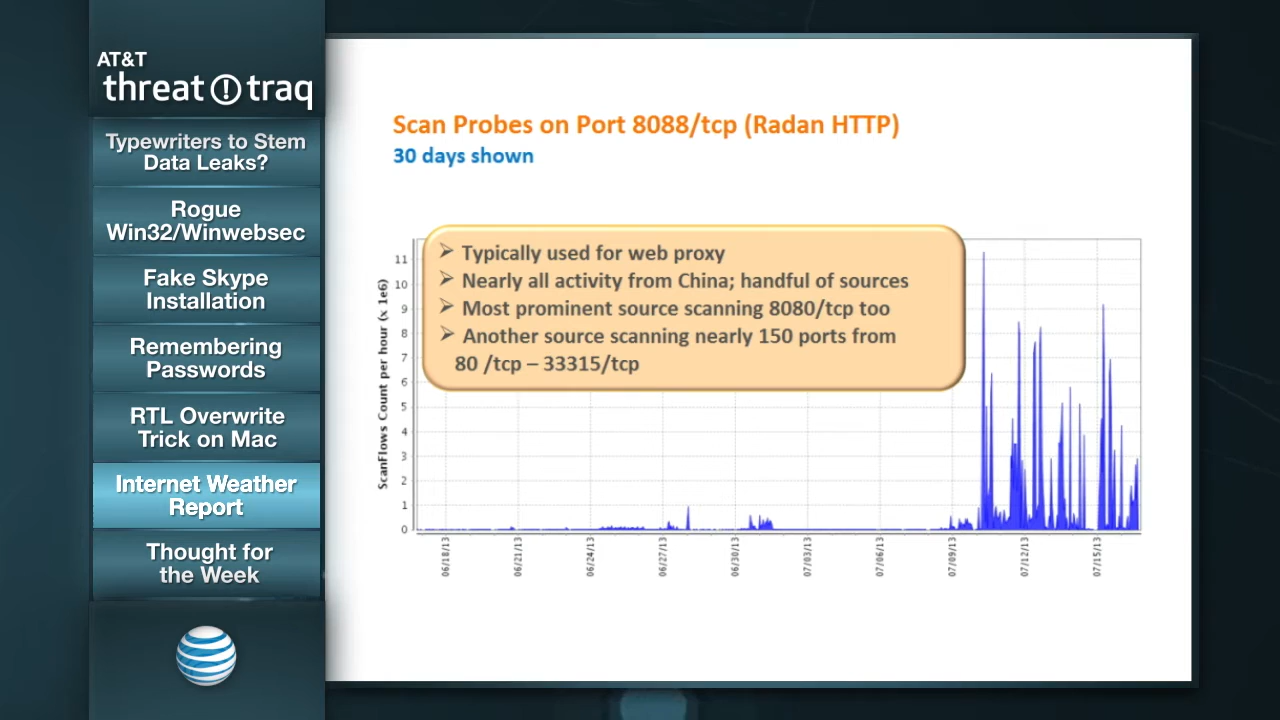 AT&T
threat traq
Typewriters to Stem
Data Leaks?
Rogue
Win32/Winwebsec
Fake Skype
Installation
Remembering
Passwords
RTL Overwrite
Trick on Mac
Internet Weather
Report
Thought for
the Week
Scan Probes on Port 8088/tcp (Radan HTTP)
30 days shown
Typically used for web proxy
Nearly all activity from China; handful of sources
Most prominent source scanning 8080/tcp too
Another source scanning nearly 150 ports from
80 /tcp – 33315/tcp
ScanFlows Count per hour (x 1e6)
11
10
9
8
7
6
5
4
3
2
1
0
06/18/13
06/21/13
06/24/13
06/27/13
06/30/13
07/03/13
07/06/13
07/09/13
07/12/13
07/15/13